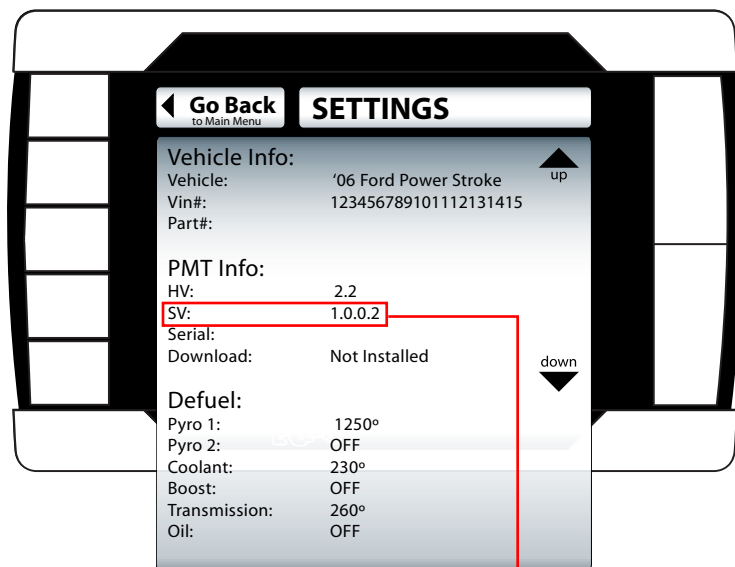 Go Back
to Main Menu
SETTINGS
Vehicle Info:
up
Vehicle: ‘06 Ford Power Stroke
Vin#: 123456789101112131415
Part#:
PMT Info:
HV: 2.2
SV: 1.0.0.2
Serial:
Download: Not Installed
down
Defuel:
Pyro 1: 1250º
Pyro 2: OFF
Coolant: 230º
Boost: OFF
Transmission: 260º
Oil: OFF